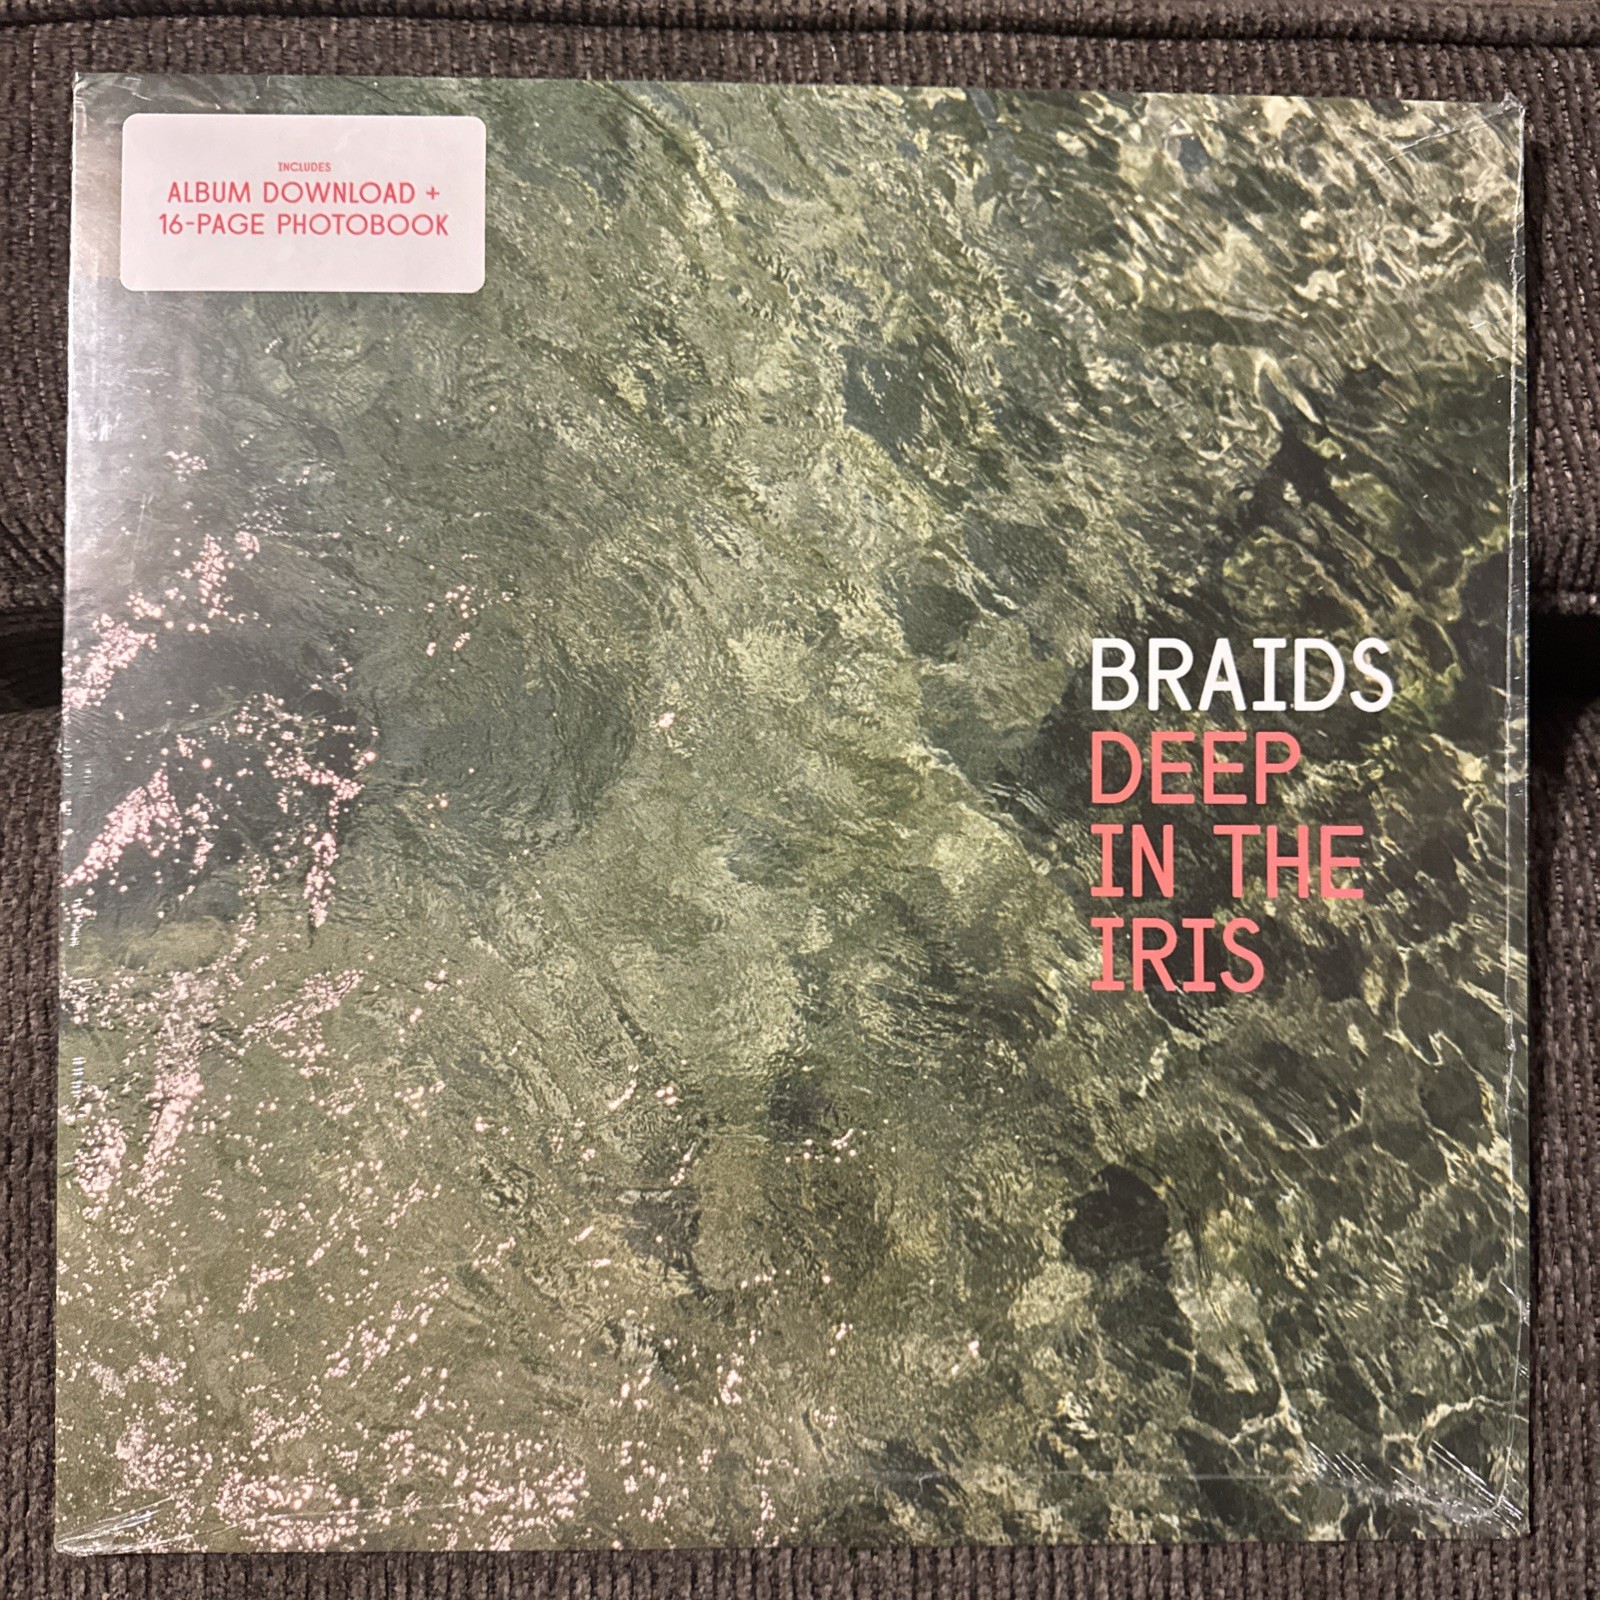 INCLUDES
ALBUM DOWNLOAD +
16-PAGE PHOTOBOOK
BRAIDS
DEEP
IN THE
IRIS